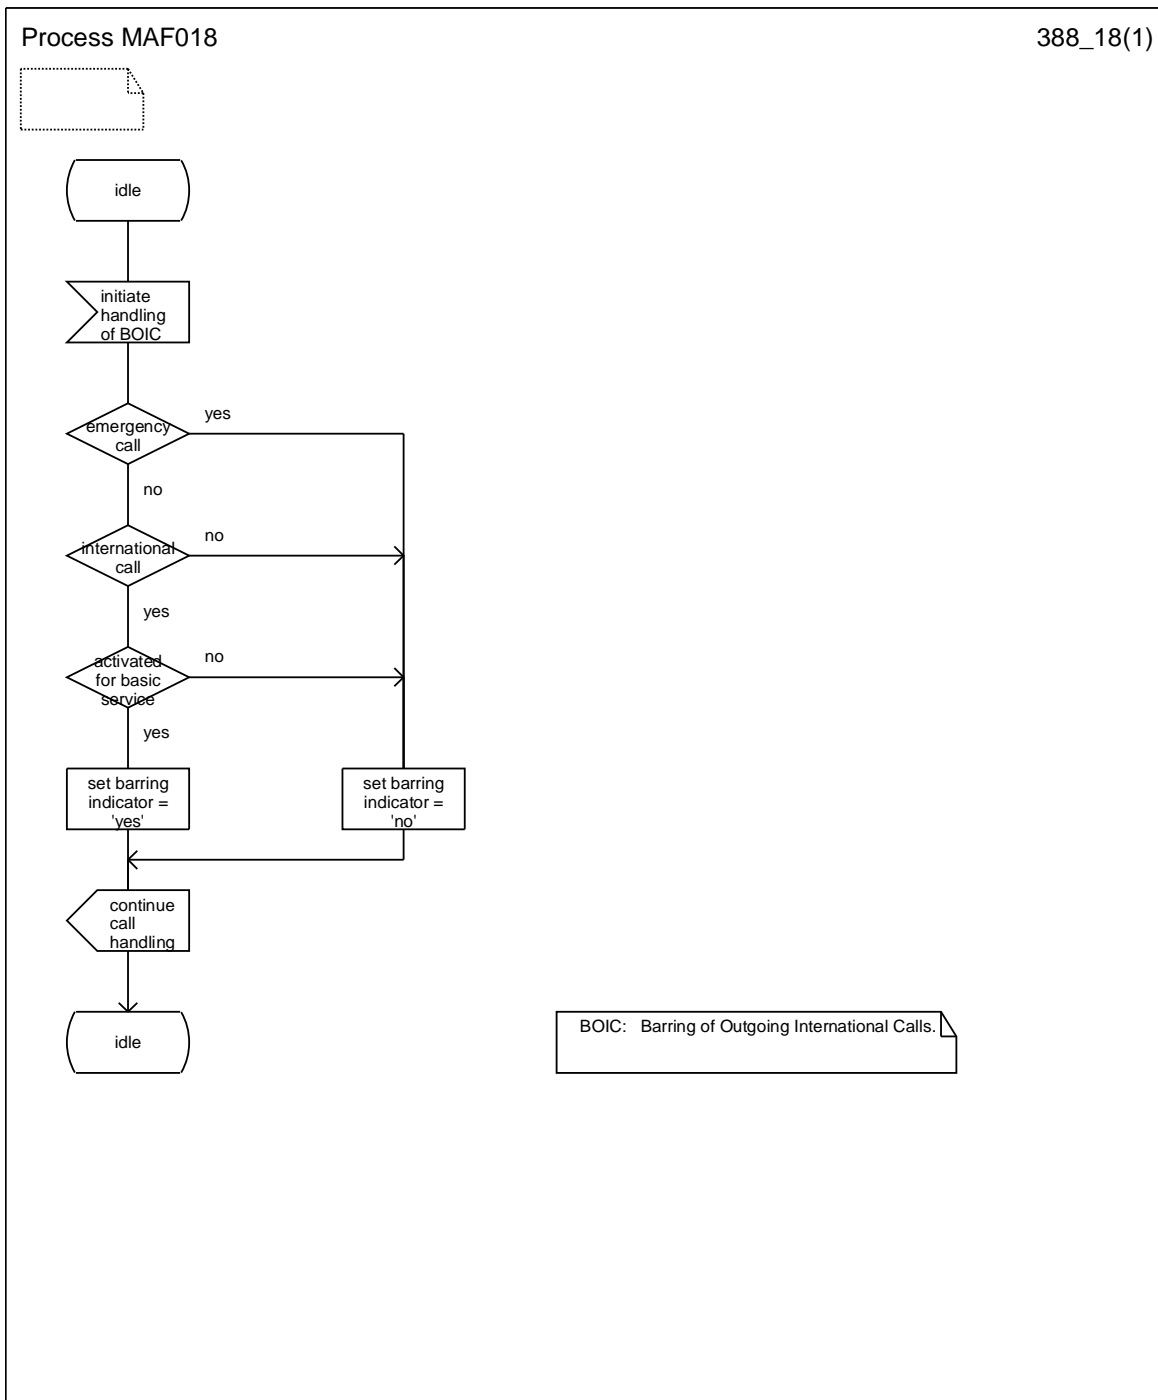 Process MAF018
388_18(1)
idle
initiate
handling
of BOIC
emergency
call
yes
no
international
call
no
yes
activated
for basic
service
no
yes
set barring
indicator =
'yes'
set barring
indicator =
'no'
continue
call
handling
idle
BOIC: Barring of Outgoing International Calls.